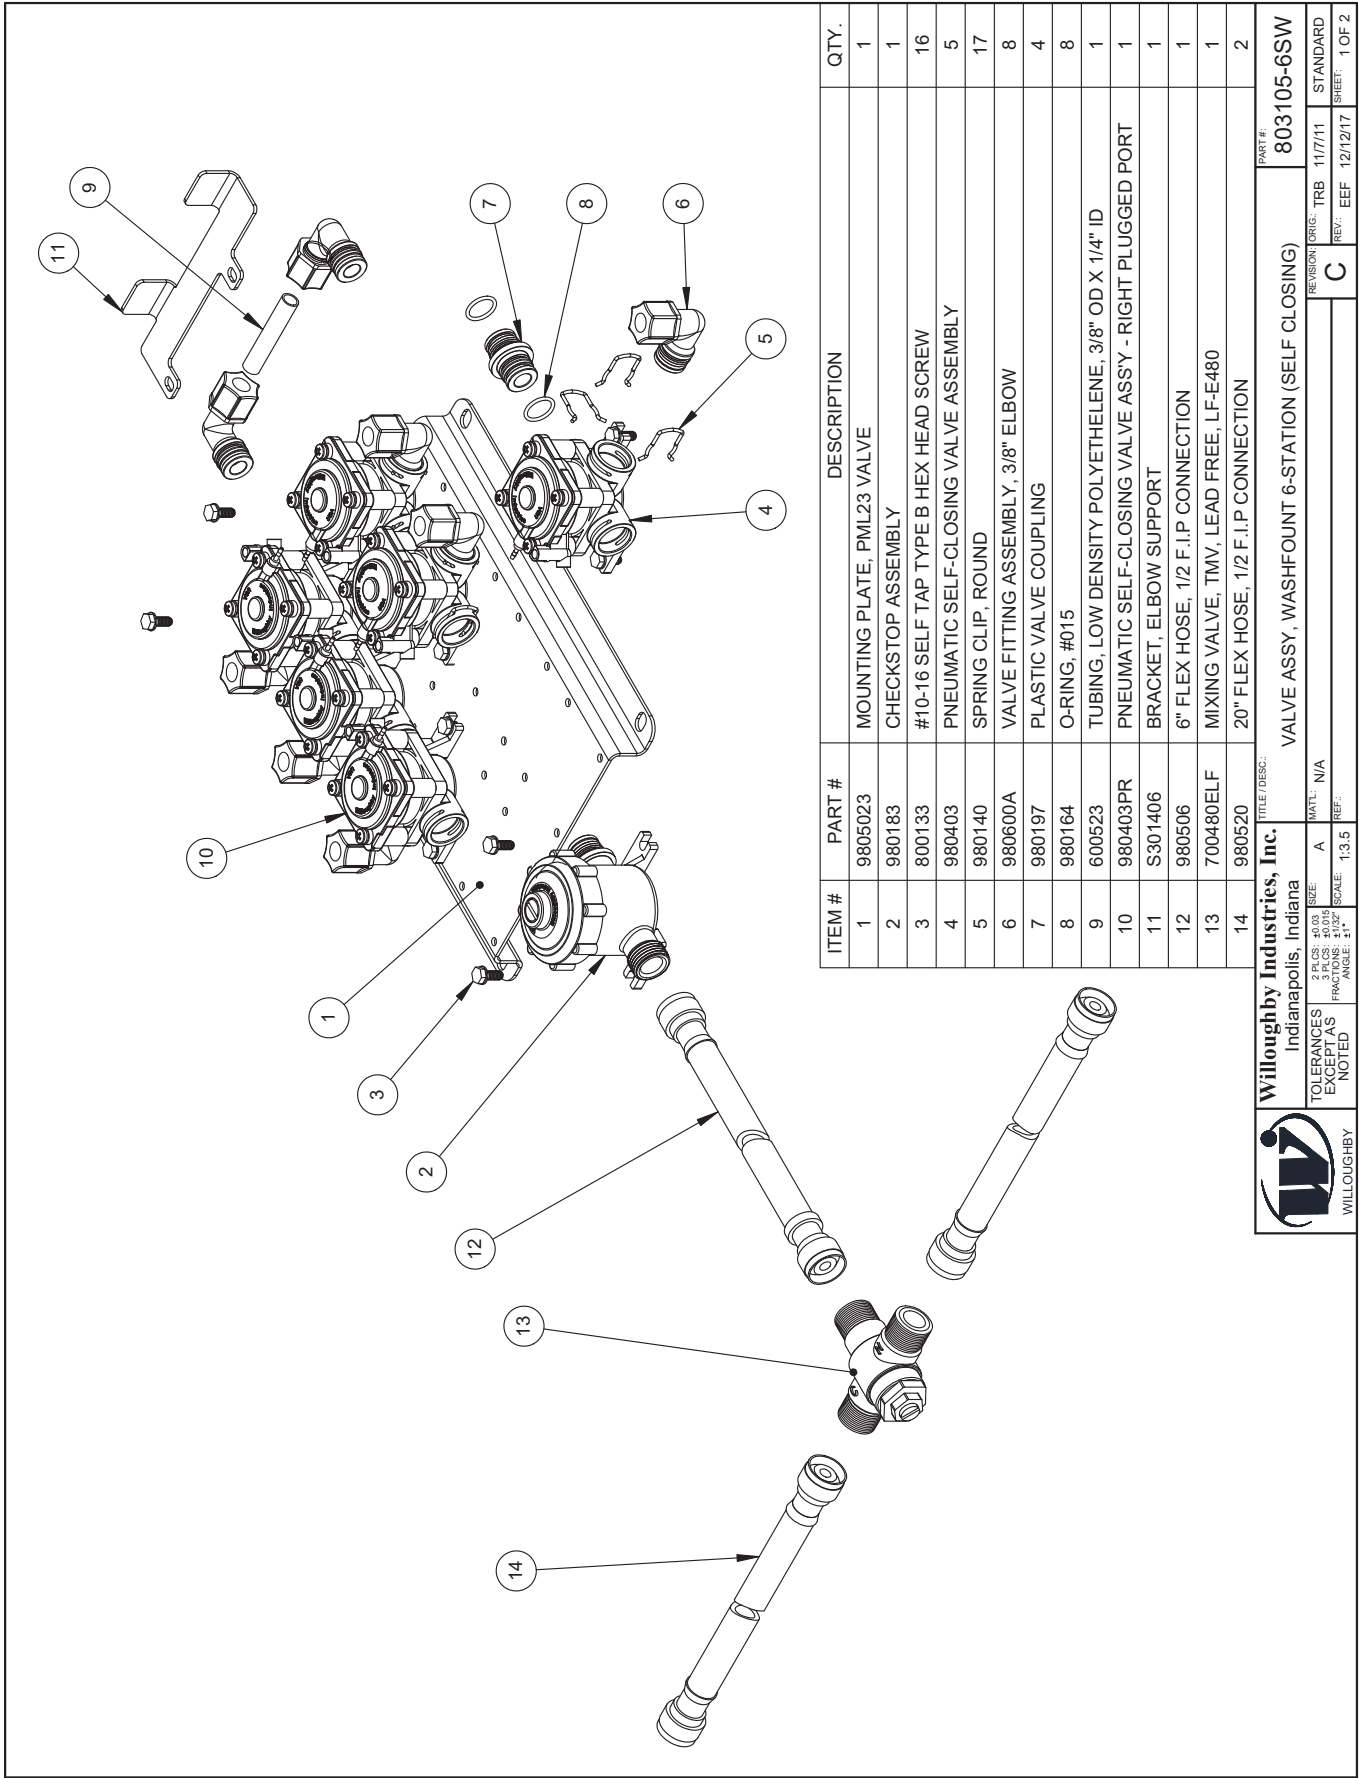 11
9
7
8
6
5
4
10
1
3
2
12
13
14
ITEM # PART # DESCRIPTION QTY.
1 985023 MOUNTING PLATE, PML23 VALVE 1
2 980183 CHECKSTOP ASSEMBLY 1
3 800133 #10-16 SELF TAP TYPE B HEX HEAD SCREW 16
4 980403 PNEUMATIC SELF-CLOSING VALVE ASSEMBLY 5
5 980140 SPRING CLIP, ROUND 17
6 980600A VALVE FITTING ASSEMBLY, 3/8" ELBOW 8
7 980197 PLASTIC VALVE COUPLING 4
8 980164 O-RING, #015 8
9 600523 TUBING, LOW DENSITY POLYETHELENE, 3/8" OD X 1/4" ID 1
10 980403PR PNEUMATIC SELF-CLOSING VALVE ASS'Y - RIGHT PLUGGED PORT 1
11 S301406 BRACKET, ELBOW SUPPORT 1
12 980506 6" FLEX HOSE, 1/2 F.I.P CONNECTION 1
13 700480ELF MIXING VALVE, TMV, LEAD FREE, LF-E480 1
14 980520 20" FLEX HOSE, 1/2 F.I.P CONNECTION 2
W
WILLOUGHBY
Willoughby Industries, Inc.
Indianapolis, Indiana
TITLE / DESC.:
VALVE ASSY, WASHFOUNT 6-STATION (SELF CLOSING)
PART #:
803105-6SW
TOLERANCES
EXCEPT AS
NOTED
2 PLCS: ±0.03
3 PLCS: ±0.015
FRACTIONS: ±1/32"
ANGLE: ±1°
SIZE: A
SCALE: 1:3.5
MAT'L: N/A
REF.:
REVISION:
C
ORIG.: TRB 11/7/11
REV.: EEF 12/12/17
STANDARD
SHEET: 1 OF 2